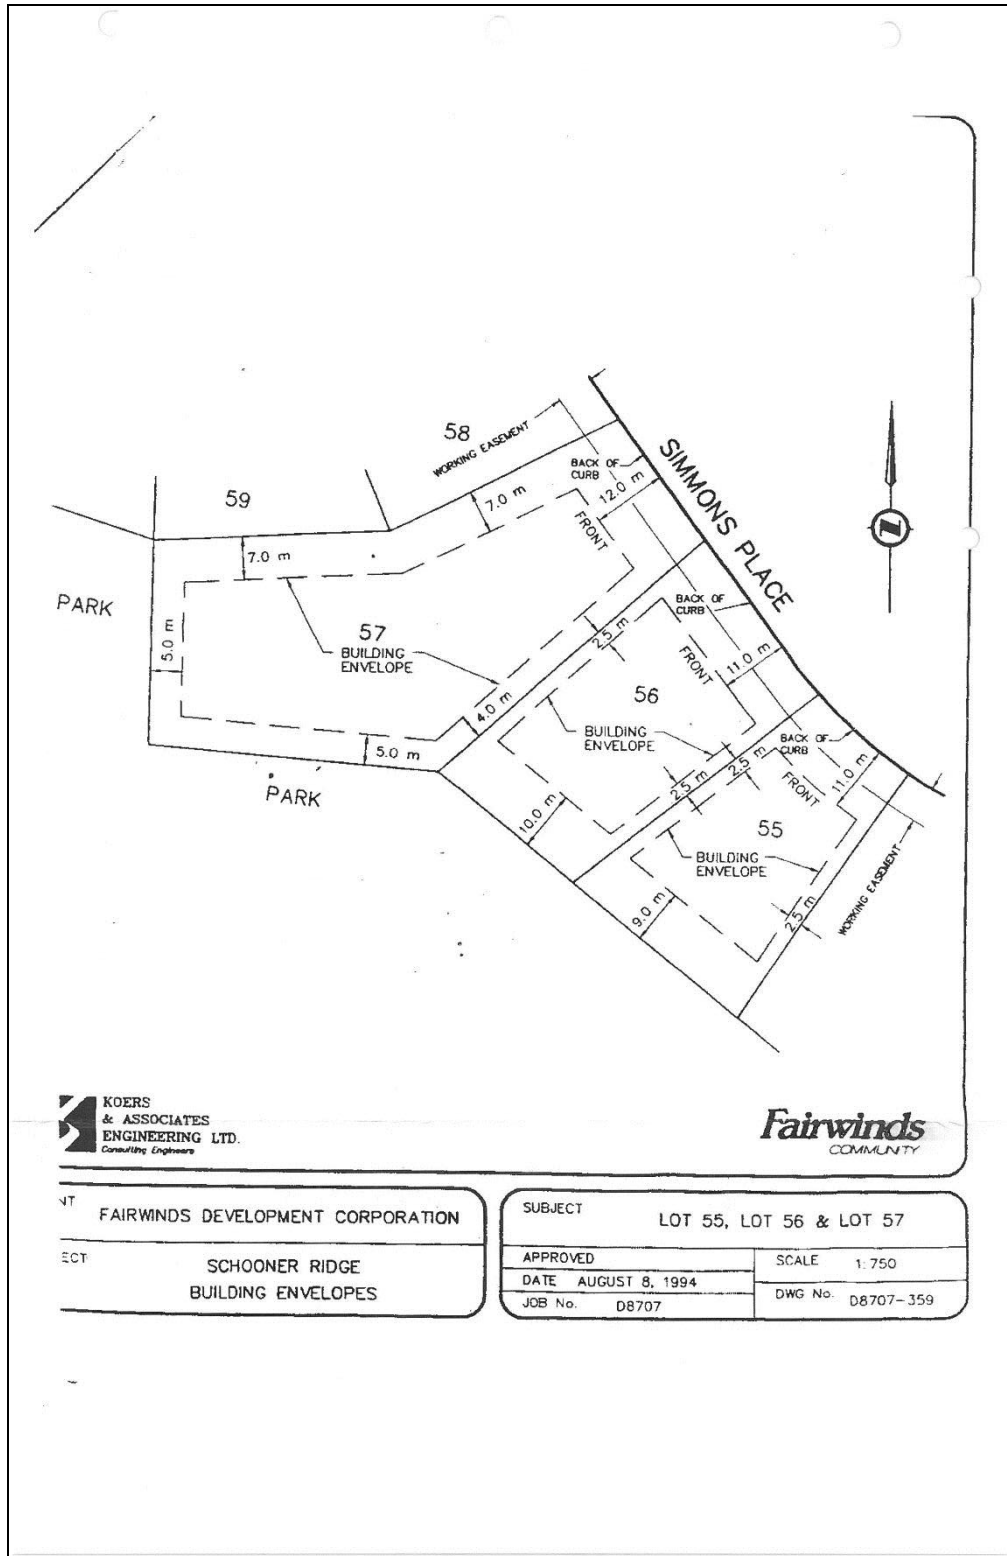 58
WORKING EASEMENT
59
7.0 m
7.0 m
BACK OF
CURB
12.0 m
FRONT
SIMMONS PLACE
PARK
5.0 m
57
BUILDING
ENVELOPE
5.0 m
4.0 m
2.5 m
PARK
BACK OF
CURB
FRONT
11.0 m
56
BUILDING
ENVELOPE
2.5 m
2.5 m
10.0 m
BACK OF
CURB
FRONT
11.0 m
55
BUILDING
ENVELOPE
9.0 m
2.5 m
WORKING EASEMENT
Z
KOERS
& ASSOCIATES
ENGINEERING LTD.
Consulting Engineers
Fairwinds
COMMUNITY
NT
FAIRWINDS DEVELOPMENT CORPORATION
ECT
SCHOONER RIDGE
BUILDING ENVELOPES
SUBJECT
LOT 55, LOT 56 & LOT 57
APPROVED
DATE AUGUST 8, 1994
JOB No. D8707
SCALE 1:750
DWG No. D8707-359